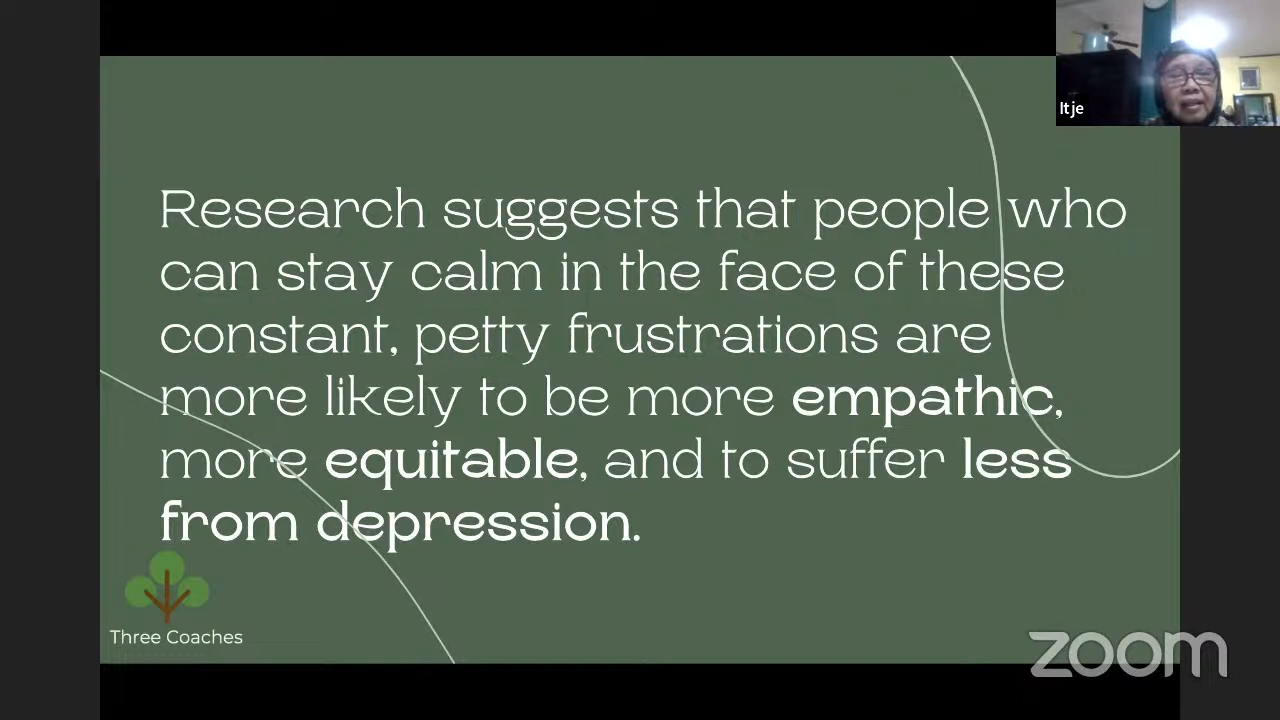 Itje
Research suggests that people who
can stay calm in the face of these
constant, petty frustrations are
more likely to be more empathic,
more equitable, and to suffer less
from depression.
Three Coaches
zoom